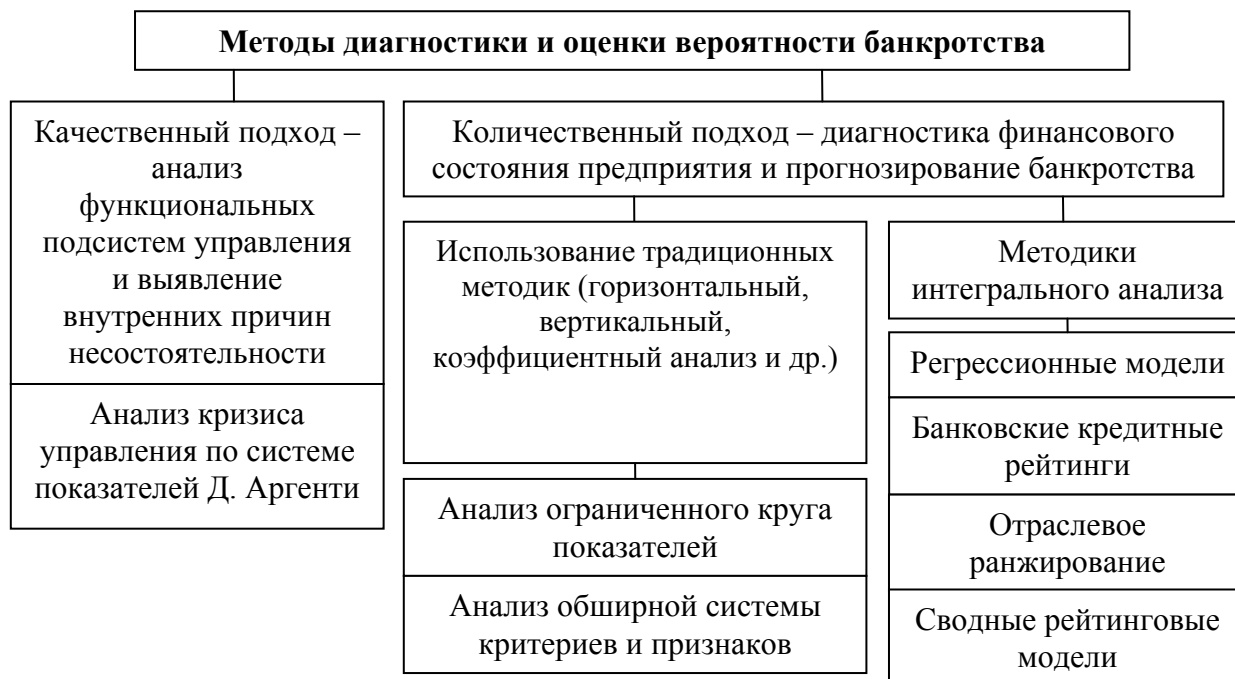 Методы диагностики и оценки вероятности банкротства
Качественный подход –
анализ
функциональных
подсистем управления
и выявление
внутренних причин
несостоятельности
Анализ кризиса
управления по системе
показателей Д. Аргенти
Количественный подход – диагностика финансового
состояния предприятия и прогнозирование банкротства
Использование традиционных
методик (горизонтальный,
вертикальный,
коэффициентный анализ и др.)
Анализ ограниченного круга
показателей
Анализ обширной системы
критериев и признаков
Методики
интегрального анализа
Регрессионные модели
Банковские кредитные
рейтинги
Отраслевое
ранжирование
Сводные рейтинговые
модели